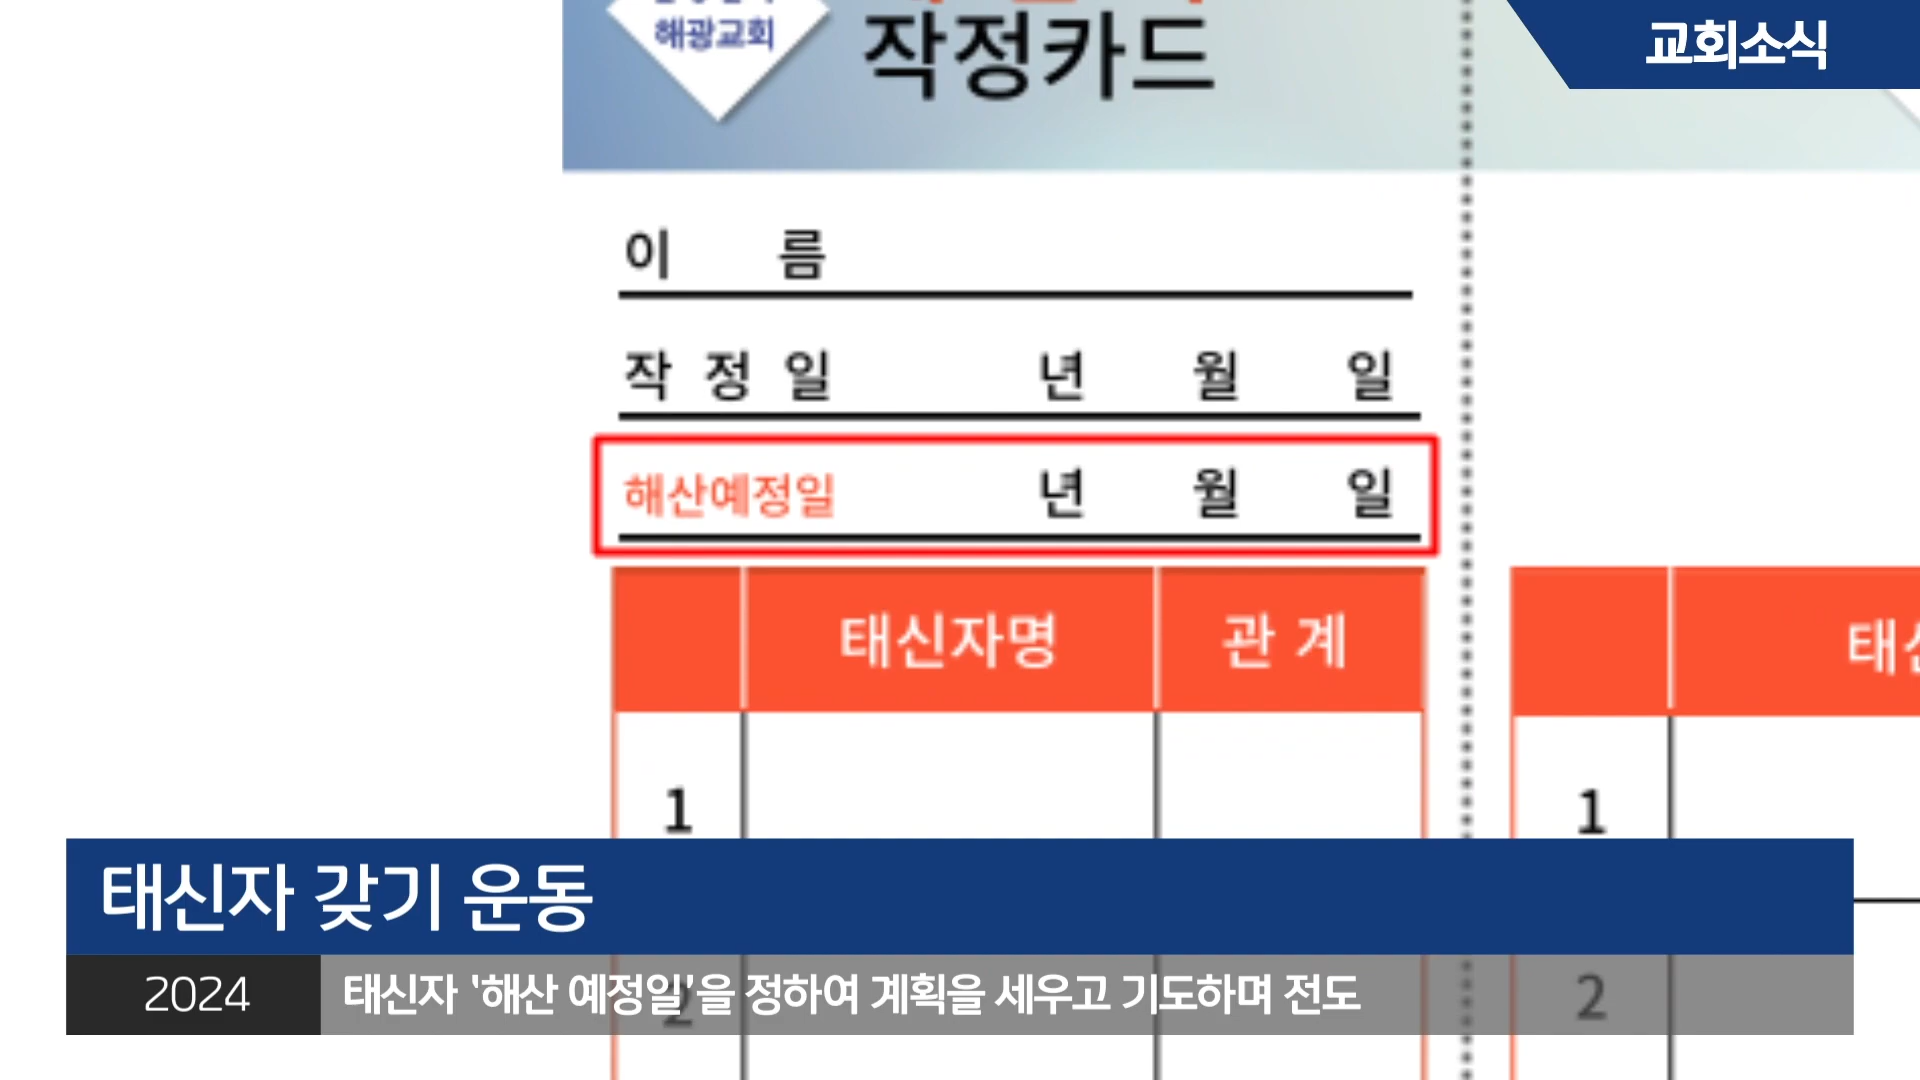 해광교회
작정카드
교회소식
이 름
작 정 일 년 월 일
해산예정일 년 월 일
태신자명 관 계
1
1
태신자 갖기 운동
2024 태신자 '해산 예정일'을 정하여 계획을 세우고 기도하며 전도
2
2